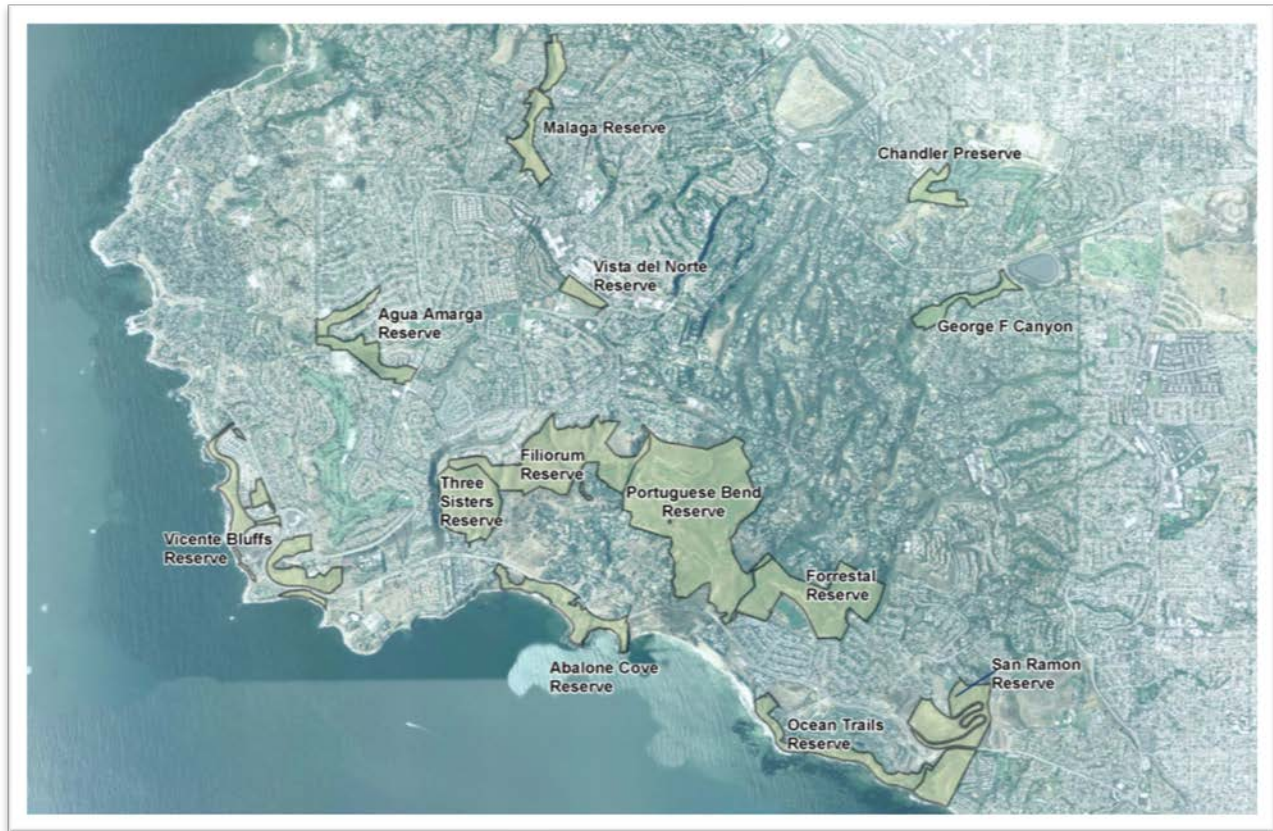 Malaga Reserve
Chandler Preserve
Vista del Norte
Reserve
Agua Amarga
Reserve
George F Canyon
Filiorum
Reserve
Three
Sisters
Reserve
Portuguese Bend
Reserve
Vicente Bluffs
Reserve
Forrestal
Reserve
Abalone Cove
Reserve
San Ramon
Reserve
Ocean Trails
Reserve